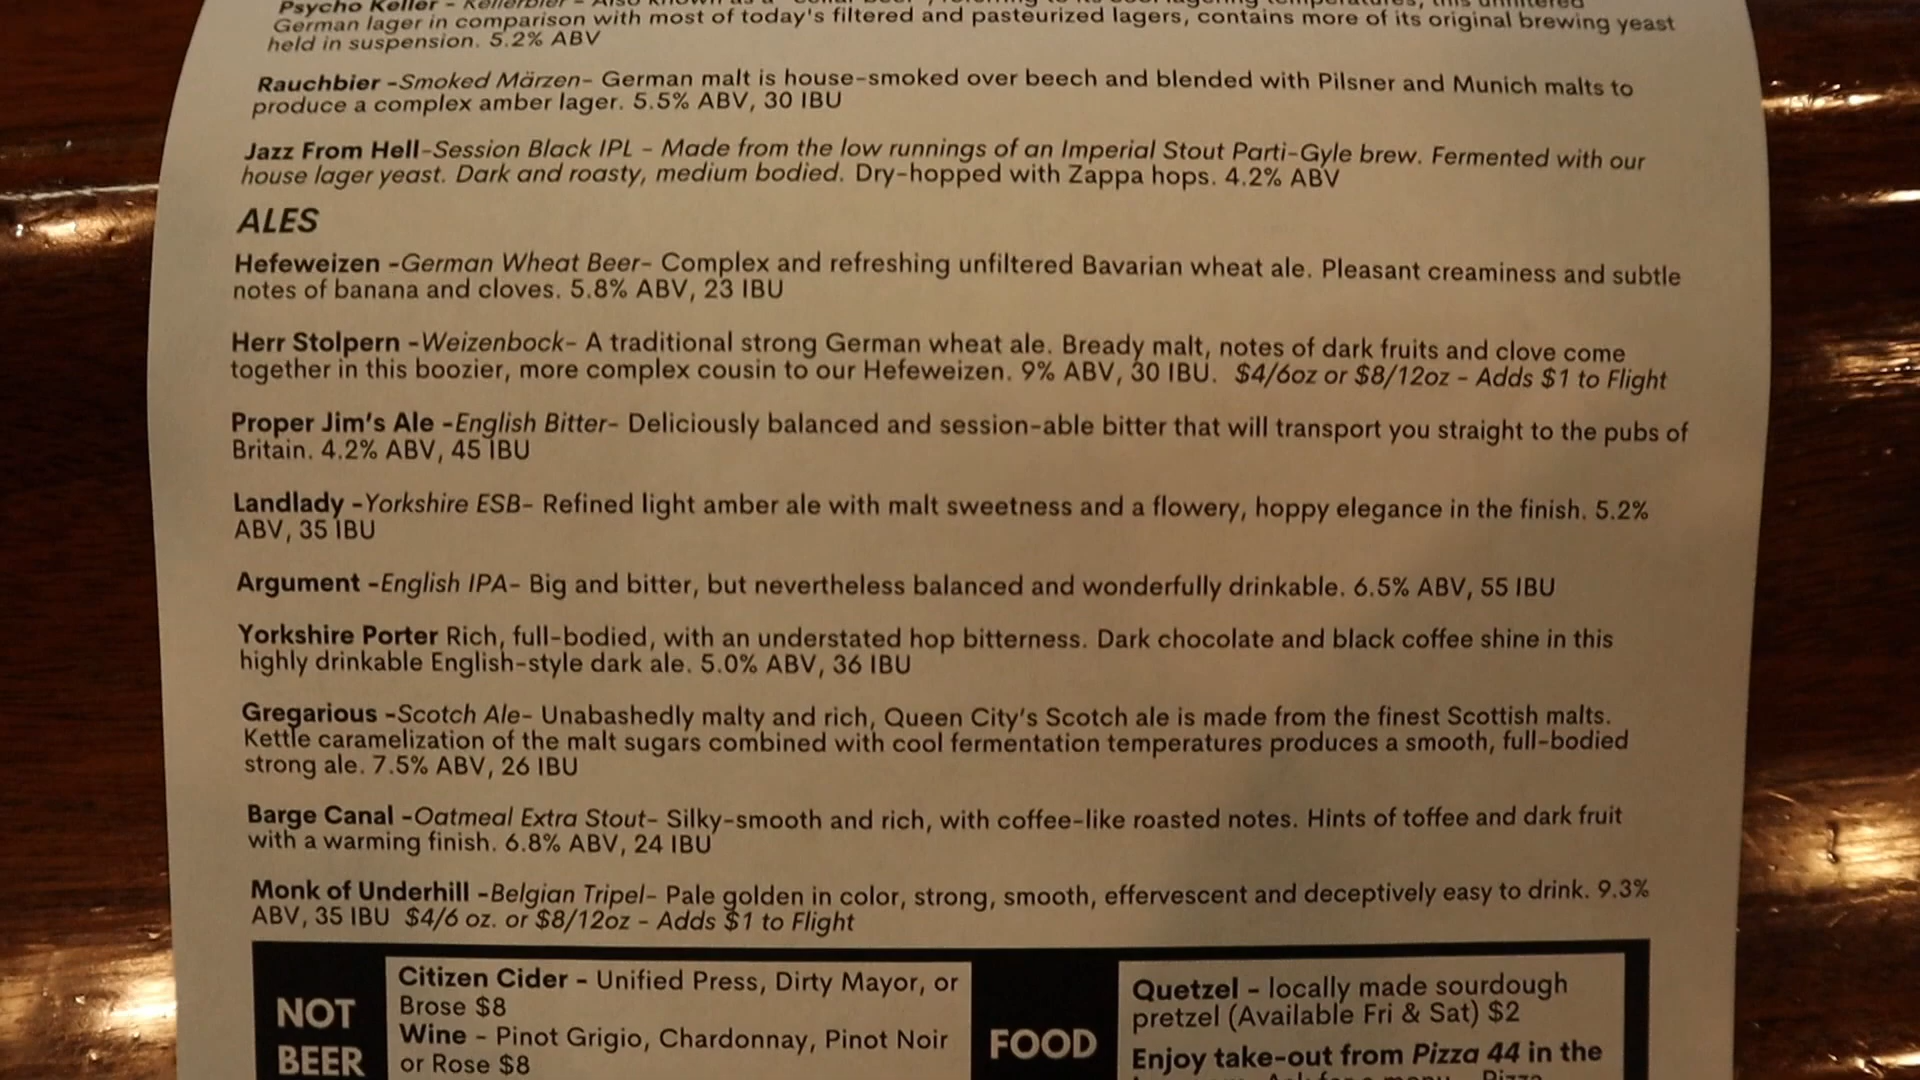 Psycho Keller - Kellerbier - Also known as a
German lager in comparison with most of today's filtered and pasteurized lagers, contains more of its original brewing yeast
held in suspension. 5.2% ABV
Rauchbier -Smoked Märzen- German malt is house-smoked over beech and blended with Pilsner and Munich malts to
produce a complex amber lager. 5.5% ABV, 30 IBU
Jazz From Hell-Session Black IPL - Made from the low runnings of an Imperial Stout Parti-Gyle brew. Fermented with our
house lager yeast. Dark and roasty, medium bodied. Dry-hopped with Zappa hops. 4.2% ABV
ALES
Hefeweizen -German Wheat Beer- Complex and refreshing unfiltered Bavarian wheat ale. Pleasant creaminess and subtle
notes of banana and cloves. 5.8% ABV, 23 IBU
Herr Stolpern -Weizenbock- A traditional strong German wheat ale. Bready malt, notes of dark fruits and clove come
together in this boozier, more complex cousin to our Hefeweizen. 9% ABV, 30 IBU. $4/6oz or $8/12oz - Adds $1 to Flight
Proper Jim's Ale -English Bitter- Deliciously balanced and session-able bitter that will transport you straight to the pubs of
Britain. 4.2% ABV, 45 IBU
Landlady -Yorkshire ESB- Refined light amber ale with malt sweetness and a flowery, hoppy elegance in the finish. 5.2%
ABV, 35 IBU
Argument -English IPA- Big and bitter, but nevertheless balanced and wonderfully drinkable. 6.5% ABV, 55 IBU
Yorkshire Porter Rich, full-bodied, with an understated hop bitterness. Dark chocolate and black coffee shine in this
highly drinkable English-style dark ale. 5.0% ABV, 36 IBU
Gregarious -Scotch Ale- Unabashedly malty and rich, Queen City's Scotch ale is made from the finest Scottish malts.
Kettle caramelization of the malt sugars combined with cool fermentation temperatures produces a smooth, full-bodied
strong ale. 7.5% ABV, 26 IBU
Barge Canal -Oatmeal Extra Stout- Silky-smooth and rich, with coffee-like roasted notes. Hints of toffee and dark fruit
with a warming finish. 6.8% ABV, 24 IBU
Monk of Underhill -Belgian Tripel- Pale golden in color, strong, smooth, effervescent and deceptively easy to drink. 9.3%
ABV, 35 IBU $4/6 oz. or $8/12oz - Adds $1 to Flight
NOT
BEER
Citizen Cider - Unified Press, Dirty Mayor, or
Brose $8
Wine - Pinot Grigio, Chardonnay, Pinot Noir
or Rose $8
FOOD
Quetzel - locally made sourdough
pretzel (Available Fri & Sat) $2
Enjoy take-out from Pizza 44 in the